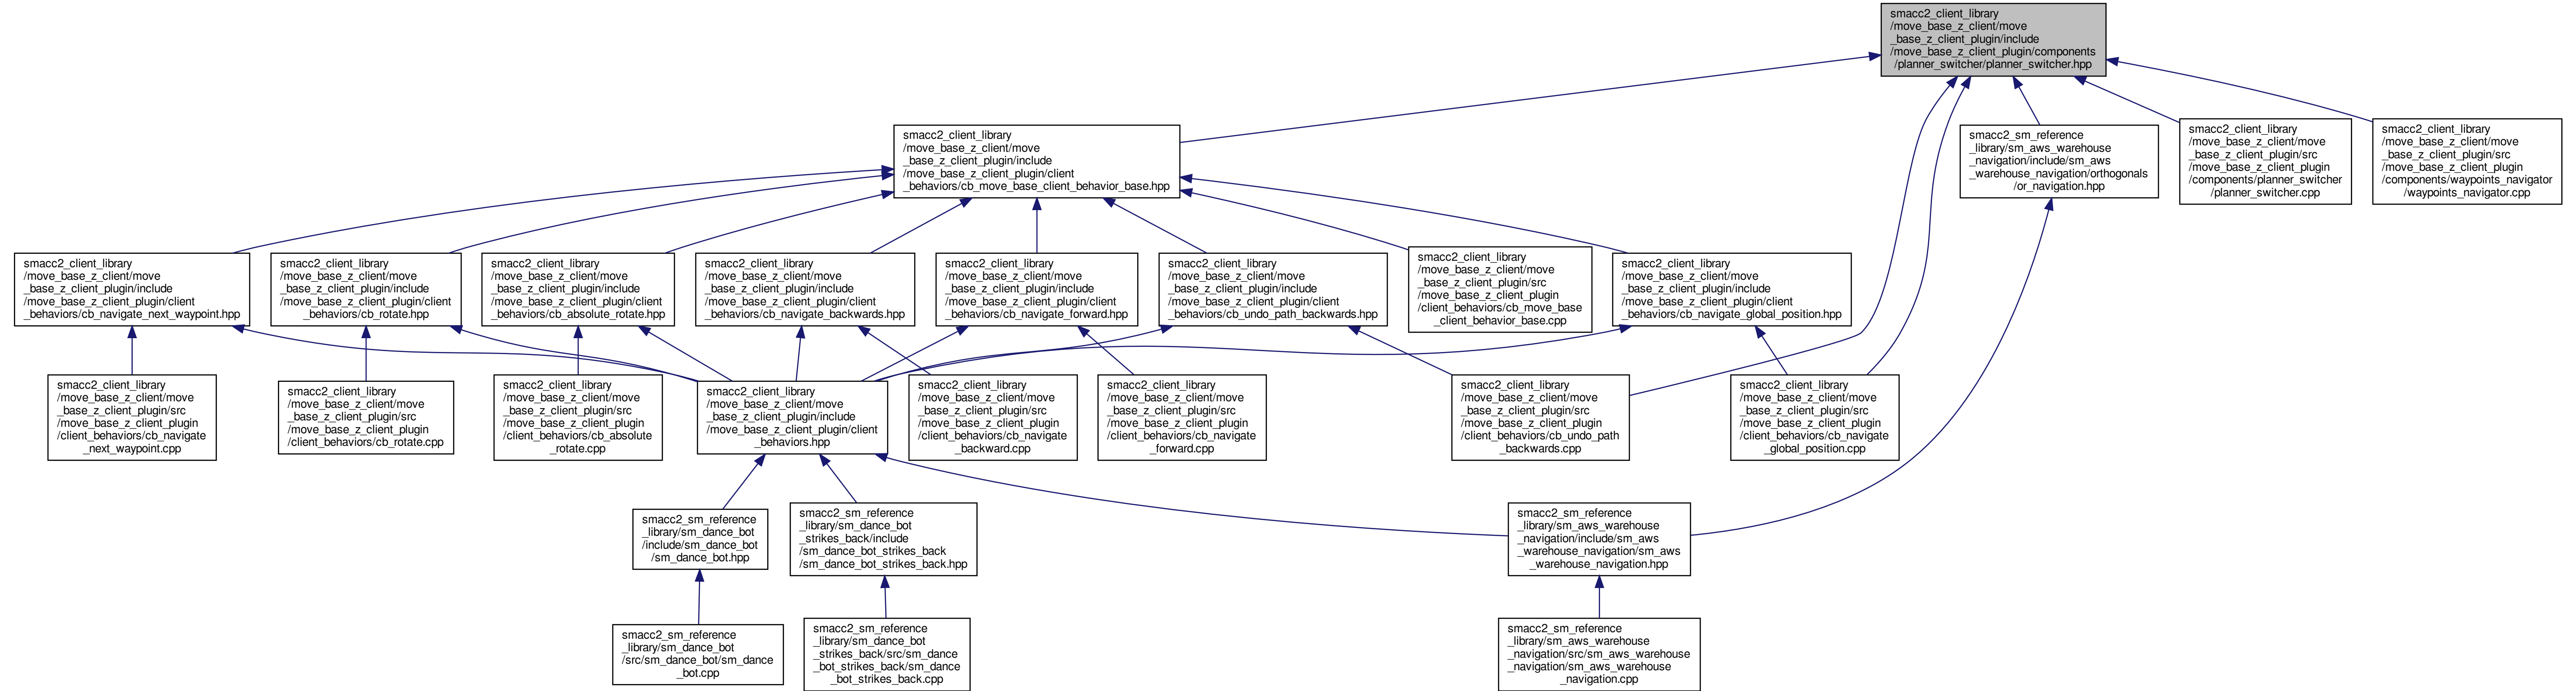 smacc2_client_library
/move_base_z_client/move
_base_z_client_plugin/include
/move_base_z_client_plugin/components
/planner_switcher/planner_switcher.hpp
smacc2_client_library
/move_base_z_client/move
_base_z_client_plugin/include
/move_base_z_client_plugin/client
_behaviors/cb_move_base_client_behavior_base.hpp
smacc2_sm_reference
_library/sm_aws_warehouse
_navigation/include/sm_aws
_warehouse_navigation/orthogonals
/or_navigation.hpp
smacc2_client_library
/move_base_z_client/move
_base_z_client_plugin/src
/move_base_z_client_plugin
/components/planner_switcher
/planner_switcher.cpp
smacc2_client_library
/move_base_z_client/move
_base_z_client_plugin/src
/move_base_z_client_plugin
/components/waypoints_navigator
/waypoints_navigator.cpp
smacc2_client_library
/move_base_z_client/move
_base_z_client_plugin/include
/move_base_z_client_plugin/client
_behaviors/cb_navigate_next_waypoint.hpp
smacc2_client_library
/move_base_z_client/move
_base_z_client_plugin/include
/move_base_z_client_plugin/client
_behaviors/cb_rotate.hpp
smacc2_client_library
/move_base_z_client/move
_base_z_client_plugin/include
/move_base_z_client_plugin/client
_behaviors/cb_absolute_rotate.hpp
smacc2_client_library
/move_base_z_client/move
_base_z_client_plugin/include
/move_base_z_client_plugin/client
_behaviors/cb_navigate_backwards.hpp
smacc2_client_library
/move_base_z_client/move
_base_z_client_plugin/include
/move_base_z_client_plugin/client
_behaviors/cb_navigate_forward.hpp
smacc2_client_library
/move_base_z_client/move
_base_z_client_plugin/include
/move_base_z_client_plugin/client
_behaviors/cb_undo_path_backwards.hpp
smacc2_client_library
/move_base_z_client/move
_base_z_client_plugin/src
/move_base_z_client_plugin
/client_behaviors/cb_move_base
_client_behavior_base.cpp
smacc2_client_library
/move_base_z_client/move
_base_z_client_plugin/include
/move_base_z_client_plugin/client
_behaviors/cb_navigate_global_position.hpp
smacc2_client_library
/move_base_z_client/move
_base_z_client_plugin/src
/move_base_z_client_plugin
/client_behaviors/cb_navigate
_next_waypoint.cpp
smacc2_client_library
/move_base_z_client/move
_base_z_client_plugin/src
/move_base_z_client_plugin
/client_behaviors/cb_rotate.cpp
smacc2_client_library
/move_base_z_client/move
_base_z_client_plugin/src
/move_base_z_client_plugin
/client_behaviors/cb_absolute
_rotate.cpp
smacc2_client_library
/move_base_z_client/move
_base_z_client_plugin/include
/move_base_z_client_plugin/client
_behaviors.hpp
smacc2_client_library
/move_base_z_client/move
_base_z_client_plugin/src
/move_base_z_client_plugin
/client_behaviors/cb_navigate
_backward.cpp
smacc2_client_library
/move_base_z_client/move
_base_z_client_plugin/src
/move_base_z_client_plugin
/client_behaviors/cb_navigate
_forward.cpp
smacc2_client_library
/move_base_z_client/move
_base_z_client_plugin/src
/move_base_z_client_plugin
/client_behaviors/cb_undo_path
_backwards.cpp
smacc2_client_library
/move_base_z_client/move
_base_z_client_plugin/src
/move_base_z_client_plugin
/client_behaviors/cb_navigate
_global_position.cpp
smacc2_sm_reference
_library/sm_dance_bot
/include/sm_dance_bot
/sm_dance_bot.hpp
smacc2_sm_reference
_library/sm_dance_bot
_strikes_back/include
/sm_dance_bot_strikes_back
/sm_dance_bot_strikes_back.hpp
smacc2_sm_reference
_library/sm_aws_warehouse
_navigation/include/sm_aws
_warehouse_navigation/sm_aws
_warehouse_navigation.hpp
smacc2_sm_reference
_library/sm_dance_bot
/src/sm_dance_bot/sm_dance
_bot.cpp
smacc2_sm_reference
_library/sm_dance_bot
_strikes_back/src/sm_dance
_bot_strikes_back/sm_dance
_bot_strikes_back.cpp
smacc2_sm_reference
_library/sm_aws_warehouse
_navigation/src/sm_aws_warehouse
_navigation/sm_aws_warehouse
_navigation.cpp